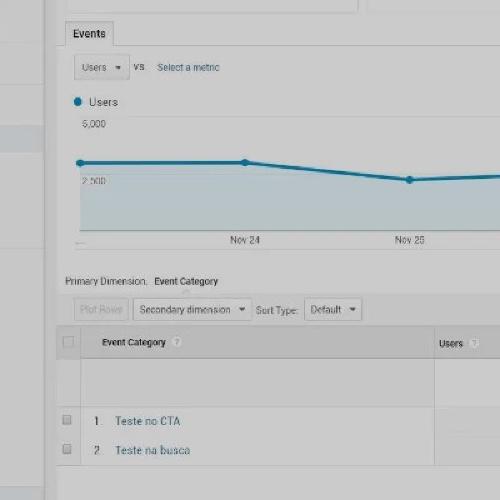 Events
Users VS. Select a metric
Users
5,000
2,500
... Nov 24 Nov 25
Primary Dimension: Event Category
Plot Rows Secondary dimension Sort Type: Default
Event Category ? Users ?
1 Teste no CTA
2 Teste na busca